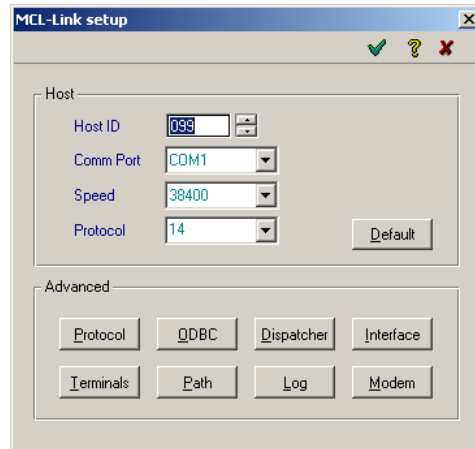 MCL-Link setup
Host
Host ID 099
Comm Port COM1
Speed 38400
Protocol 14
Default
Advanced
Protocol ODBC Dispatcher Interface
Terminals Path Log Modem